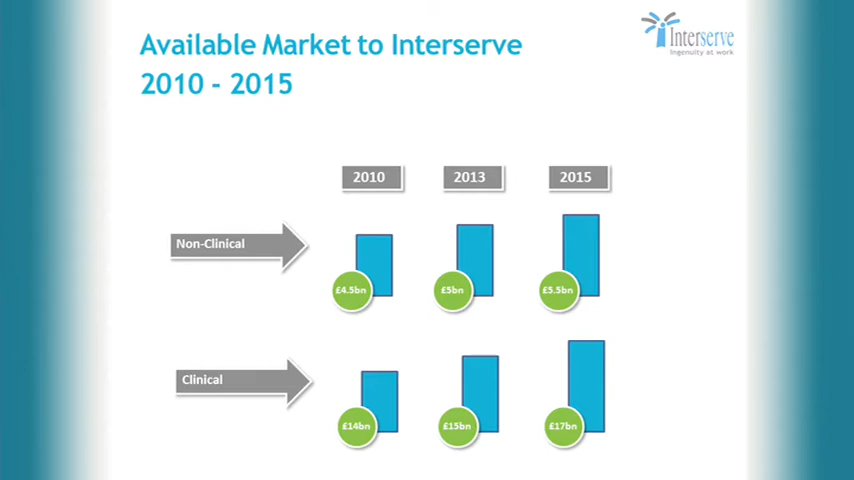 Available Market to Interserve
2010 - 2015
Interserve
Ingenuity at work
2010
2013
2015
Non-Clinical
£4.5bn
£5bn
£5.5bn
Clinical
£14bn
£15bn
£17bn